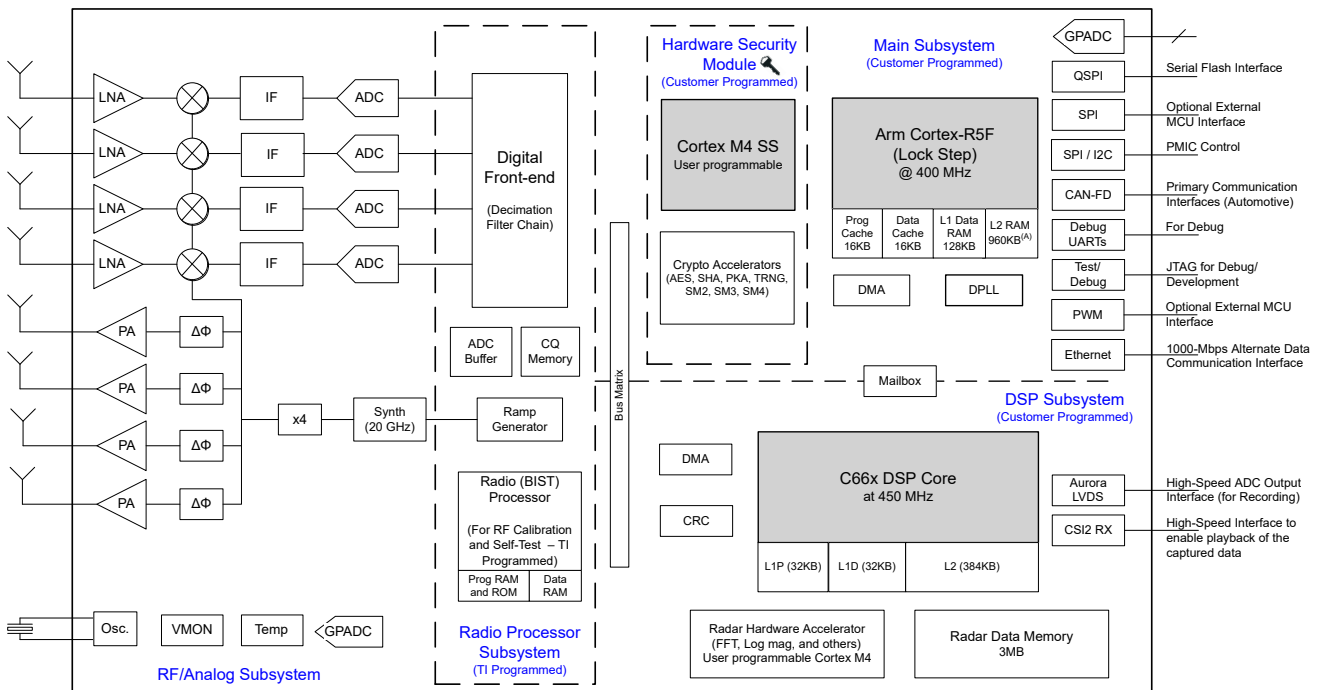 LNA
IF
ADC
LNA
IF
ADC
LNA
IF
ADC
LNA
IF
ADC
PA
ΔΦ
PA
ΔΦ
PA
ΔΦ
PA
ΔΦ
x4
Synth
(20 GHz)
Osc.
VMON
Temp
GPADC
RF/Analog Subsystem
Digital
Front-end
(Decimation
Filter Chain)
ADC
Buffer
CQ
Memory
Ramp
Generator
Radio (BIST)
Processor
(For RF Calibration
and Self-Test – TI
Programmed)
Prog RAM
and ROM
Data
RAM
Radio Processor
Subsystem
(TI Programmed)
Bus Matrix
Hardware Security
Module
(Customer Programmed)
Cortex M4 SS
User programmable
Crypto Accelerators
(AES, SHA, PKA, TRNG,
SM2, SM3, SM4)
Main Subsystem
(Customer Programmed)
Arm Cortex-R5F
(Lock Step)
@ 400 MHz
Prog
Cache
16KB
Data
Cache
16KB
L1 Data
RAM
128KB
L2 RAM
960KB(A)
DMA
DPLL
Mailbox
GPADC
QSPI
Serial Flash Interface
SPI
Optional External
MCU Interface
SPI / I2C
PMIC Control
CAN-FD
Primary Communication
Interfaces (Automotive)
Debug
UARTs
For Debug
Test/
Debug
JTAG for Debug/
Development
PWM
Optional External MCU
Interface
Ethernet
1000-Mbps Alternate Data
Communication Interface
DSP Subsystem
(Customer Programmed)
DMA
CRC
C66x DSP Core
at 450 MHz
L1P (32KB)
L1D (32KB)
L2 (384KB)
Aurora
LVDS
High-Speed ADC Output
Interface (for Recording)
CSI2 RX
High-Speed Interface to
enable playback of the
captured data
Radar Hardware Accelerator
(FFT, Log mag, and others)
User programmable Cortex M4
Radar Data Memory
3MB